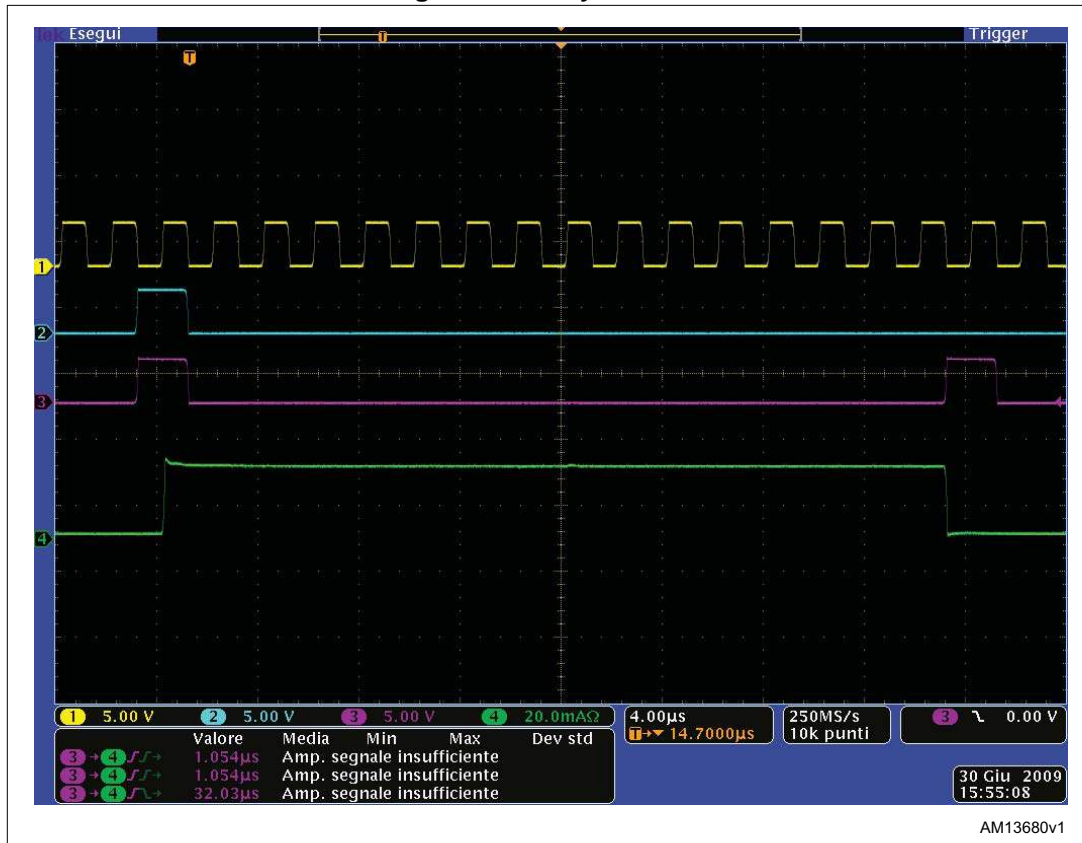 Tek Esegui Trigger
T
T
1
2
3
4
1 5.00 V 2 5.00 V 3 5.00 V 4 20.0mAΩ
4.00µs
T→▼ 14.7000µs
250MS/s
10k punti
3 0.00 V
Valore Media Min Max Dev std
3 → 4 1.054µs Amp. segnale insufficiente
3 → 4 1.054µs Amp. segnale insufficiente
3 → 4 32.03µs Amp. segnale insufficiente
30 Giu 2009
15:55:08
AM13680v1